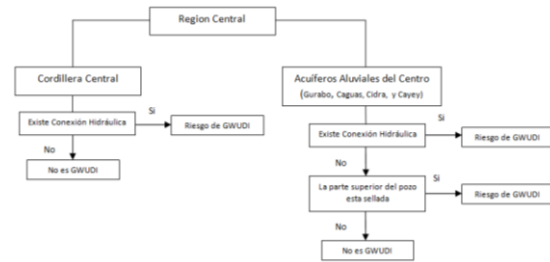 Region Central
Cordillera Central
Existe Conexión Hidráulica
Si
Riesgo de GWUDI
No
No es GWUDI
Acuíferos Aluviales del Centro
(Gurabo, Caguas, Cidra, y Cayey)
Si
Existe Conexión Hidráulica
Riesgo de GWUDI
No
La parte superior del pozo
esta sellada
Si
Riesgo de GWUDI
No
No es GWUDI